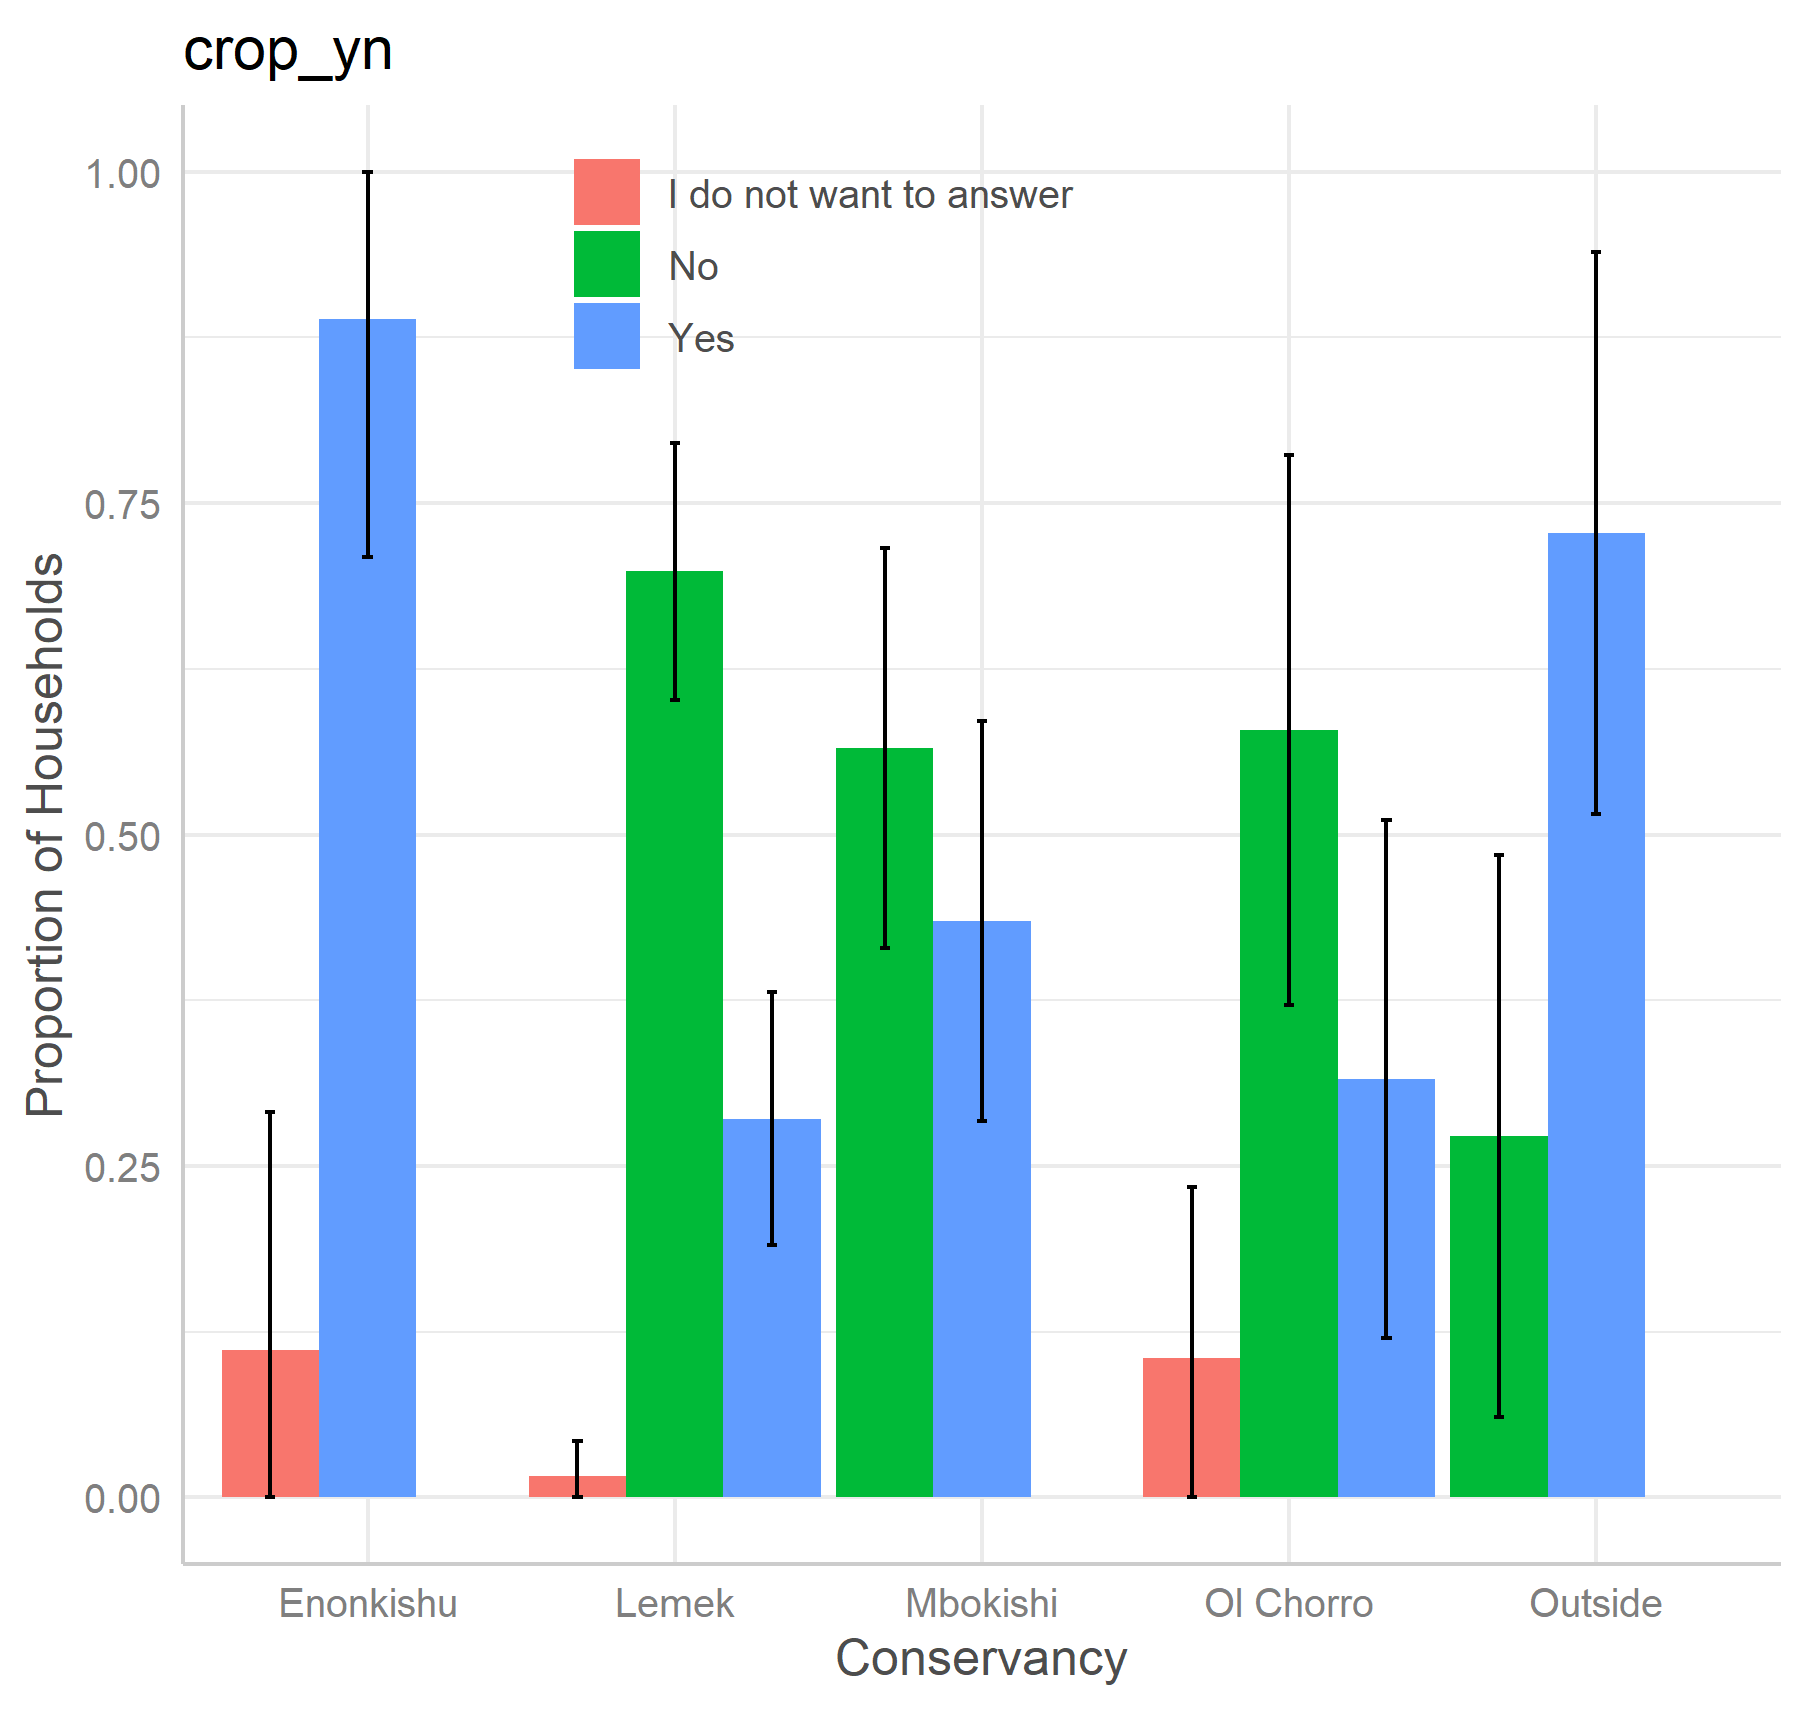 crop_yn
1.00
0.75
0.50
0.25
0.00
Proportion of Households
I do not want to answer
No
Yes
Enonkishu
Lemek
Mbokishi
Ol Chorro
Outside
Conservancy